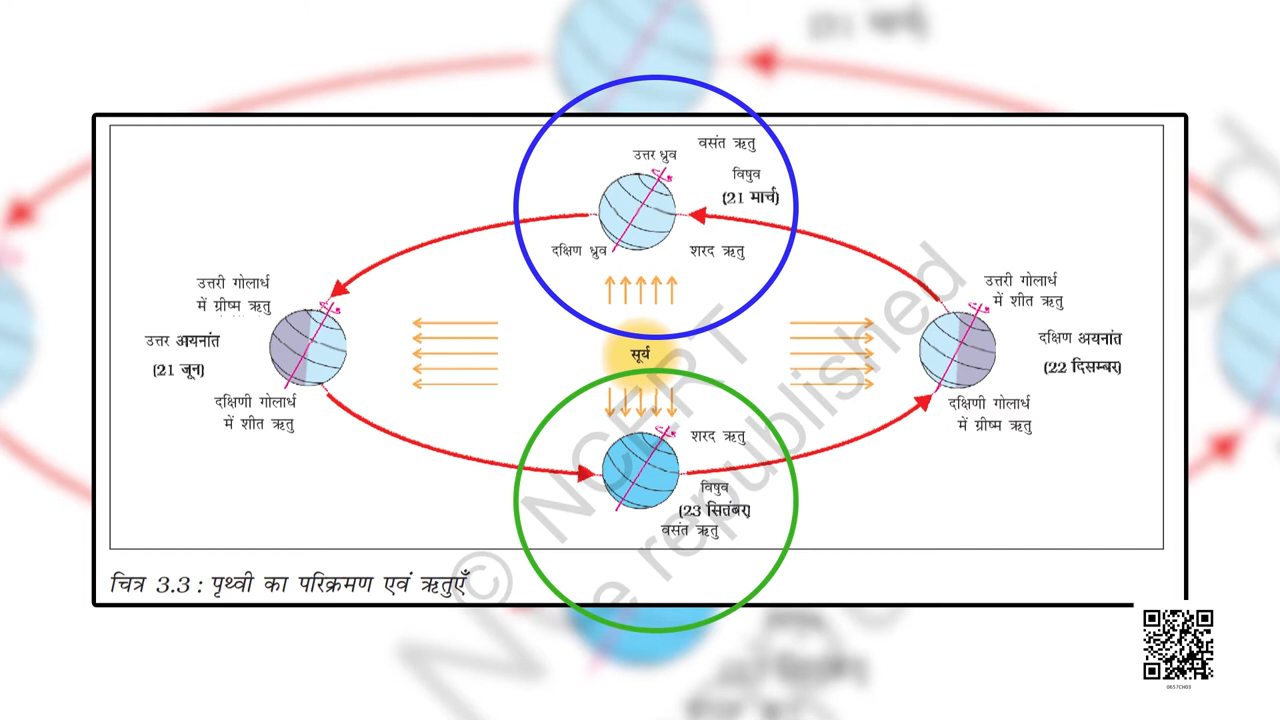 वसंत ऋतु
उत्तर ध्रुव
विषुव
(21 मार्च)
दक्षिण ध्रुव
शरद ऋतु
उत्तरी गोलार्ध
में ग्रीष्म ऋतु
उत्तर अयनांत
(21 जून)
दक्षिणी गोलार्ध
में शीत ऋतु
सूर्य
उत्तरी गोलार्ध
में शीत ऋतु
दक्षिण अयनांत
(22 दिसम्बर)
दक्षिणी गोलार्ध
में ग्रीष्म ऋतु
शरद ऋतु
विषुव
(23 सितंबर)
वसंत ऋतु
© NCERT
republished
चित्र 3.3 : पृथ्वी का परिक्रमण एवं ऋतुएँ
0657CH03